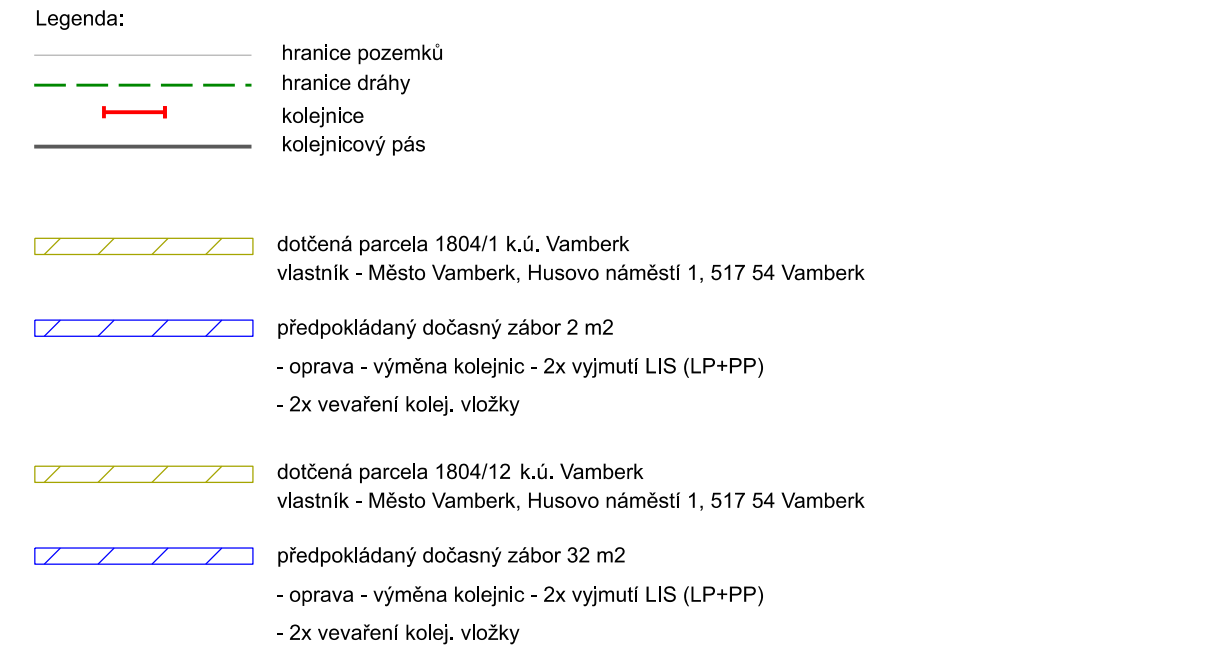 Legenda:
hranice pozemků
hranice dráhy
kolejnice
kolejnicový pás
dotčená parcela 1804/1 k.ú. Vamberk
vlastník - Město Vamberk, Husovo náměstí 1, 517 54 Vamberk
předpokládaný dočasný zábor 2 m2
- oprava - výměna kolejnic - 2x vyjmutí LIS (LP+PP)
- 2x vevaření kolej. vložky
dotčená parcela 1804/12 k.ú. Vamberk
vlastník - Město Vamberk, Husovo náměstí 1, 517 54 Vamberk
předpokládaný dočasný zábor 32 m2
- oprava - výměna kolejnic - 2x vyjmutí LIS (LP+PP)
- 2x vevaření kolej. vložky